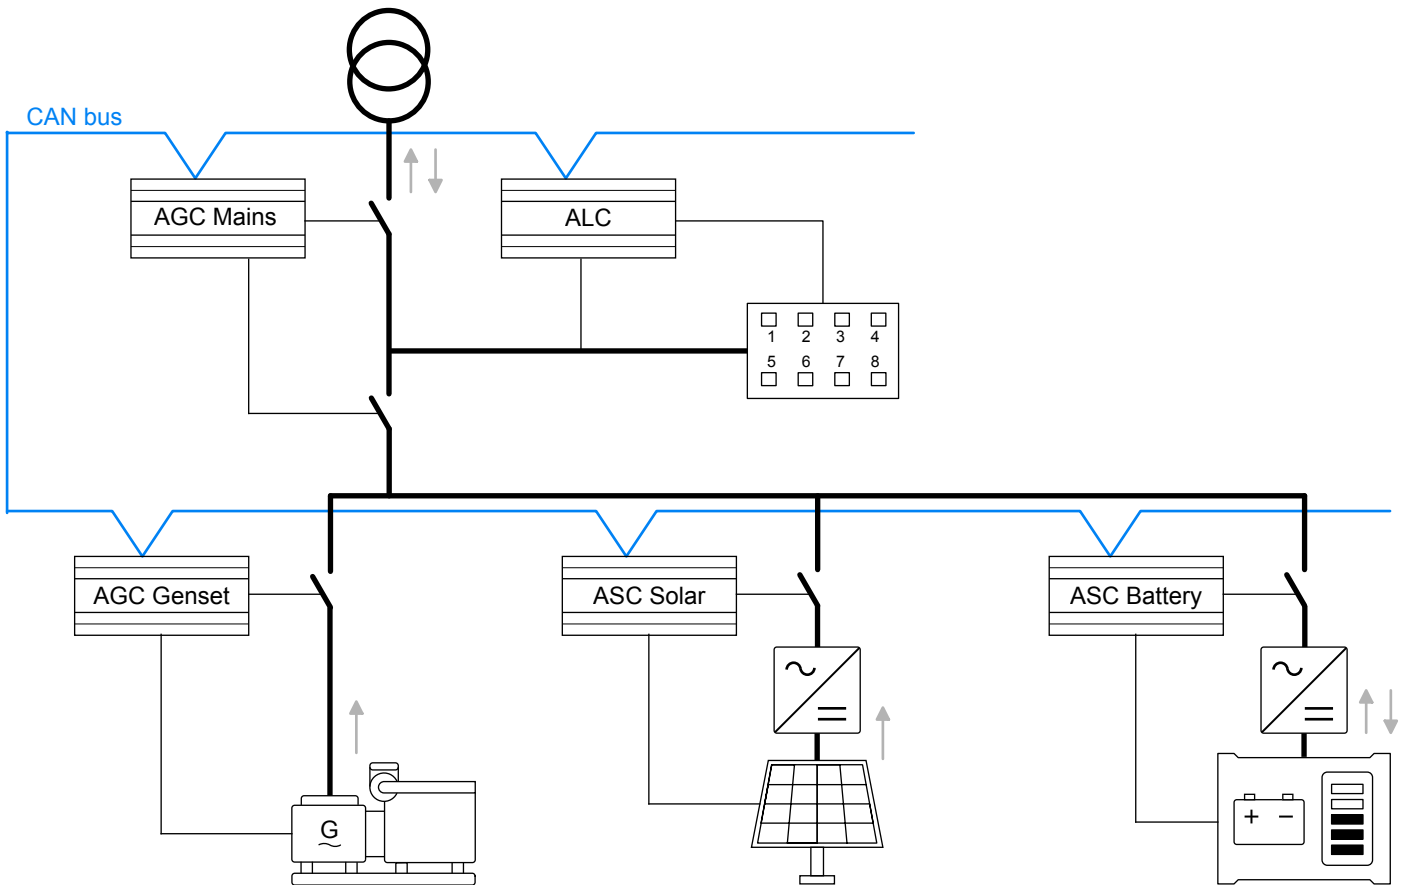 CAN bus
AGC Mains
ALC
1 2 3 4
5 6 7 8
AGC Genset
ASC Solar
ASC Battery
G
+ −